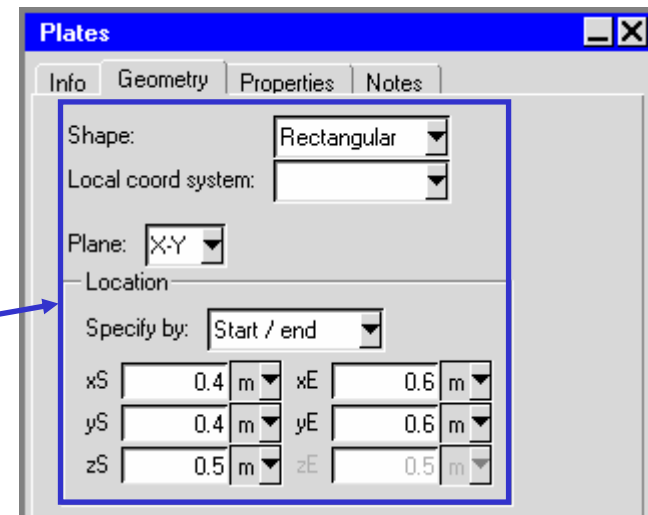 Plates
Info Geometry Properties Notes
Shape: Rectangular
Local coord system:
Plane: X-Y
Location
Specify by: Start / end
xS 0.4 m xE 0.6 m
yS 0.4 m yE 0.6 m
zS 0.5 m zE 0.5 m